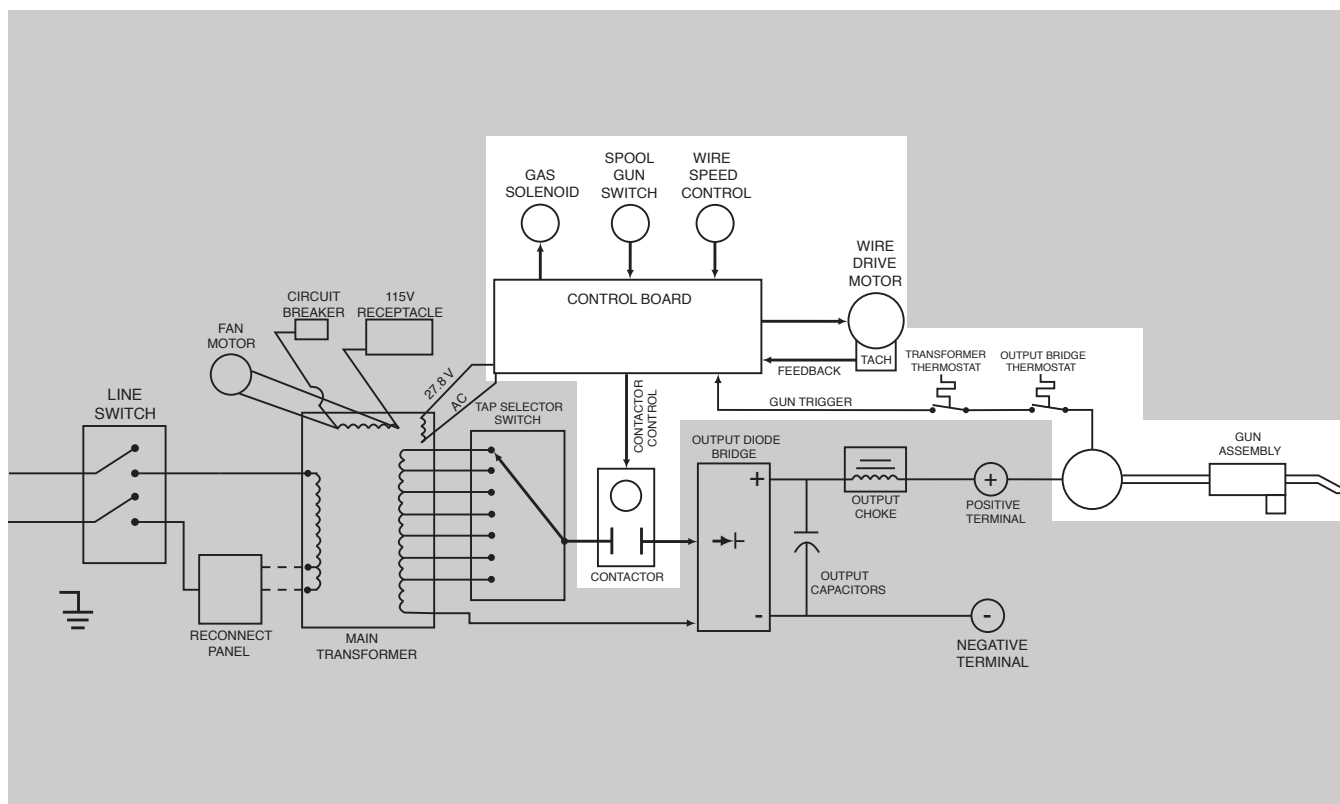 GAS
SOLENOID
SPOOL
GUN
SWITCH
WIRE
SPEED
CONTROL
WIRE
DRIVE
MOTOR
CONTROL BOARD
CIRCUIT
BREAKER
115V
RECEPTACLE
FAN
MOTOR
TACH
FEEDBACK
TRANSFORMER
THERMOSTAT
OUTPUT BRIDGE
THERMOSTAT
27.8 V
AC
GUN TRIGGER
CONTACTOR
CONTROL
LINE
SWITCH
TAP SELECTOR
SWITCH
OUTPUT DIODE
BRIDGE
GUN
ASSEMBLY
+
+
OUTPUT
CHOKE
POSITIVE
TERMINAL
CONTACTOR
OUTPUT
CAPACITORS
-
-
RECONNECT
PANEL
MAIN
TRANSFORMER
NEGATIVE
TERMINAL